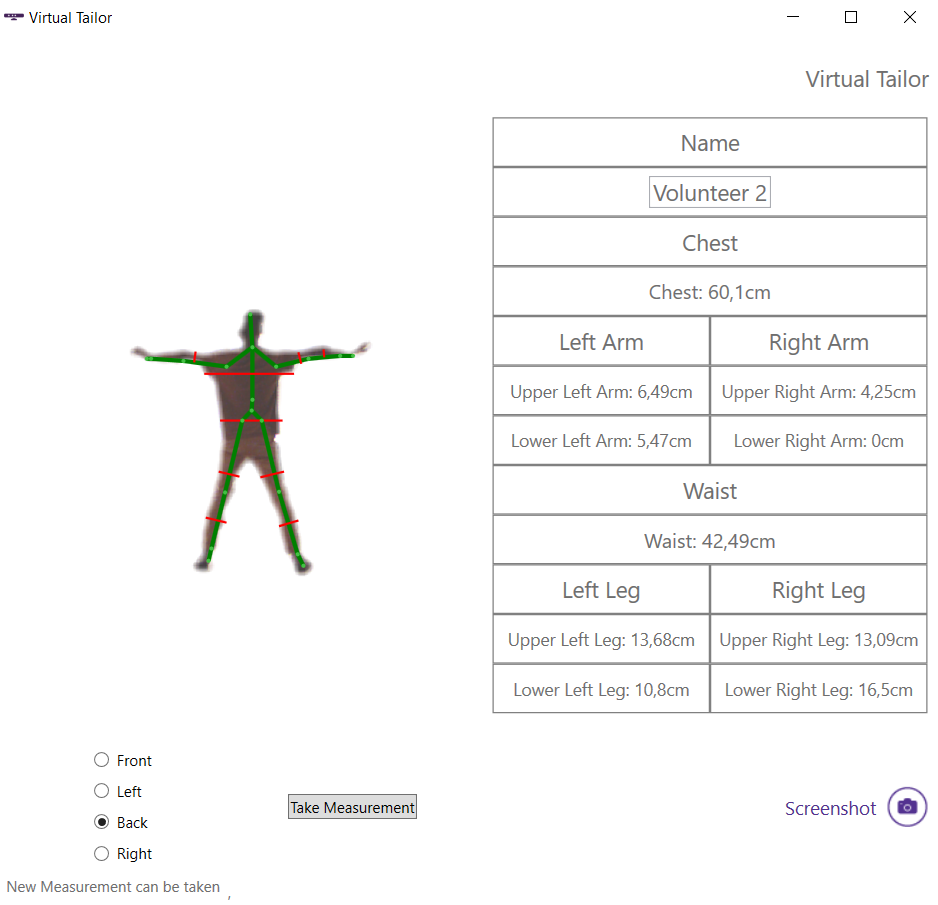 Virtual Tailor
Virtual Tailor
Name
Volunteer 2
Chest
Chest: 60,1cm
Left Arm Right Arm
Upper Left Arm: 6,49cm Upper Right Arm: 4,25cm
Lower Left Arm: 5,47cm Lower Right Arm: 0cm
Waist
Waist: 42,49cm
Left Leg Right Leg
Upper Left Leg: 13,68cm Upper Right Leg: 13,09cm
Lower Left Leg: 10,8cm Lower Right Leg: 16,5cm
Front
Left
Back
Right
Take Measurement
Screenshot
New Measurement can be taken ,